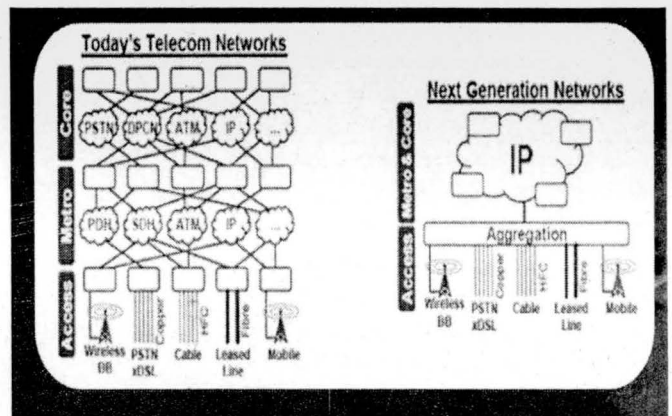 Today's Telecom Networks
Core
PSTN DPCN ATM IP ...
Metro
PDH SDH ATM IP ...
Access
Copper HFC Fibre
Wireless BB PSTN xDSL Cable Leased Line Mobile
Next Generation Networks
Metro & Core
IP
Access
Aggregation
Copper HFC Fibre
Wireless BB PSTN xDSL Cable Leased Line Mobile